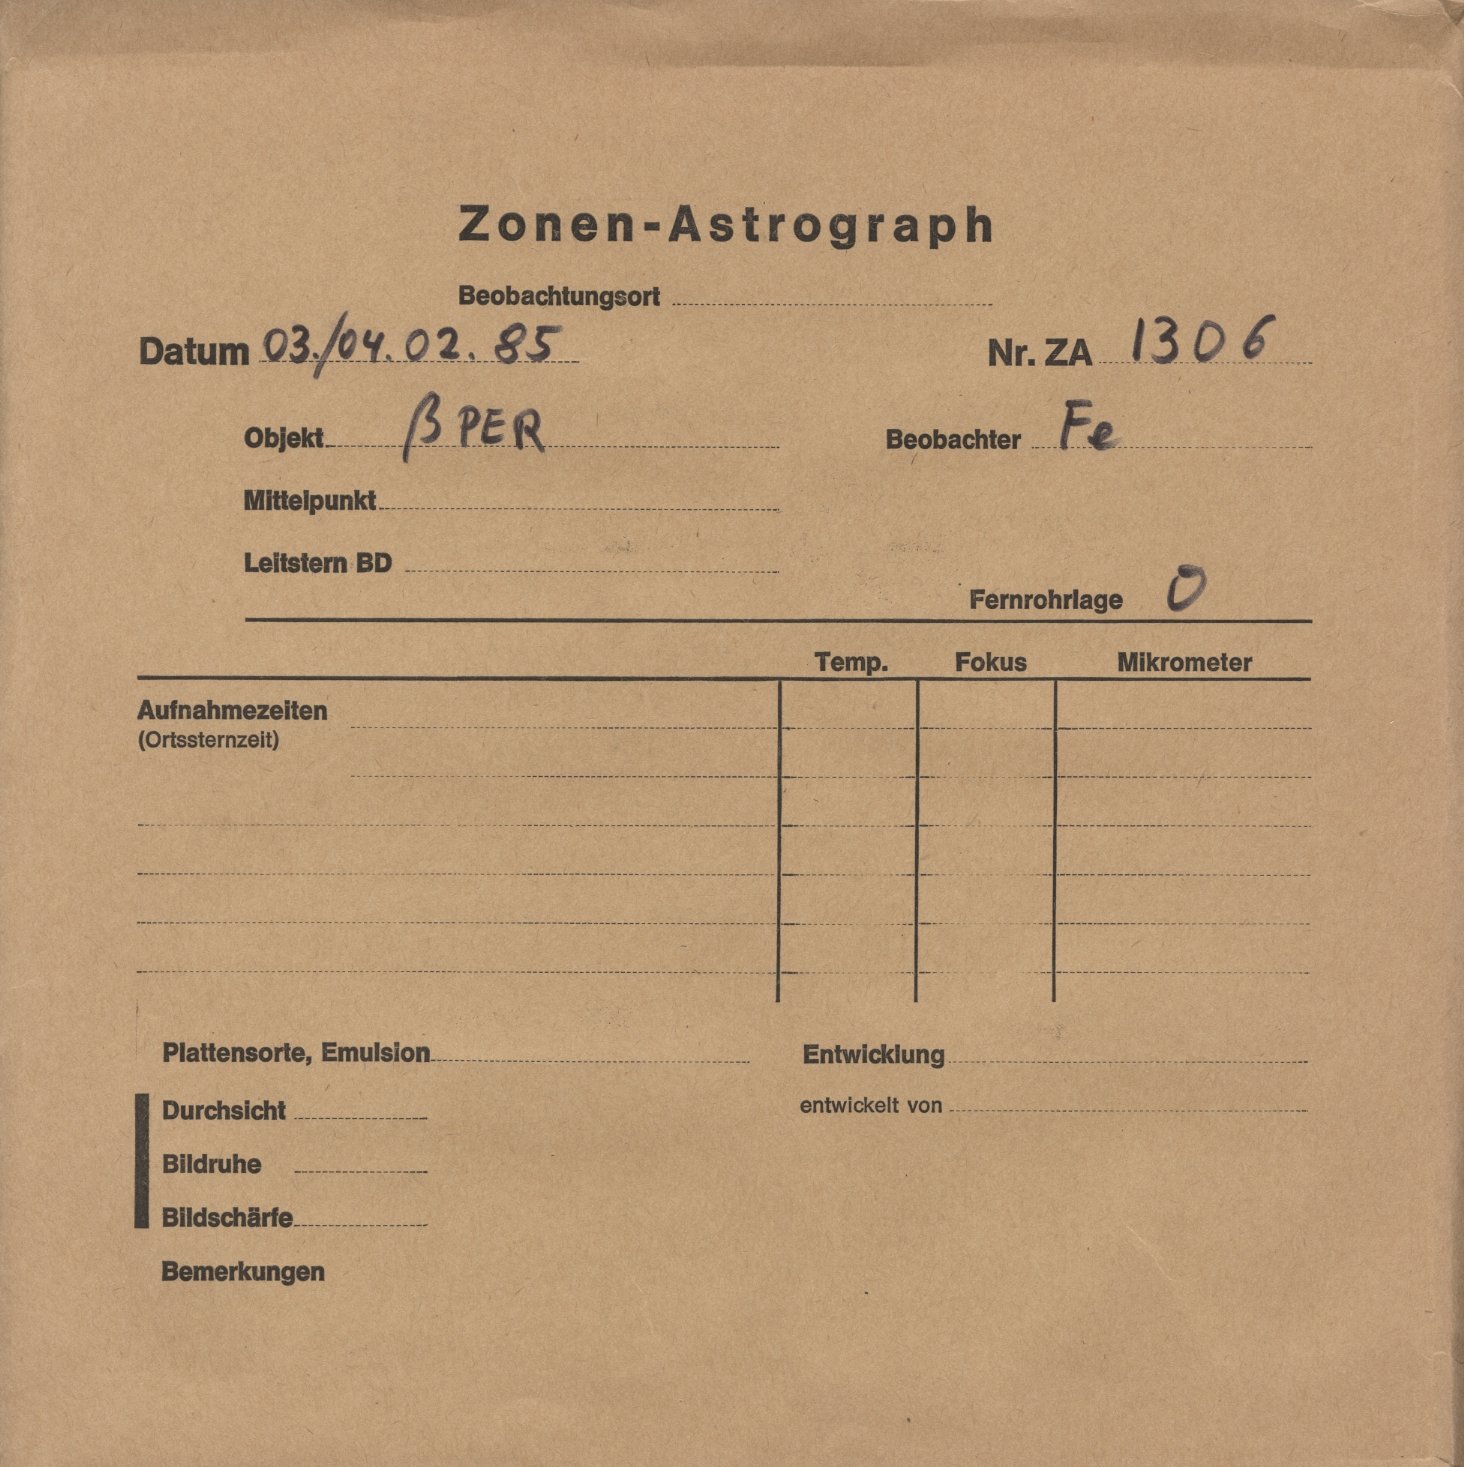 Zonen-Astrograph
Beobachtungsort
Datum 03./04.02.85 Nr. ZA 1306
Objekt β PER Beobachter Fe
Mittelpunkt
Leitstern BD
Fernrohrlage O
Temp. Fokus Mikrometer
Aufnahmezeiten
(Ortssternzeit)
Plattensorte, Emulsion Entwicklung
Durchsicht entwickelt von
Bildruhe
Bildschärfe
Bemerkungen